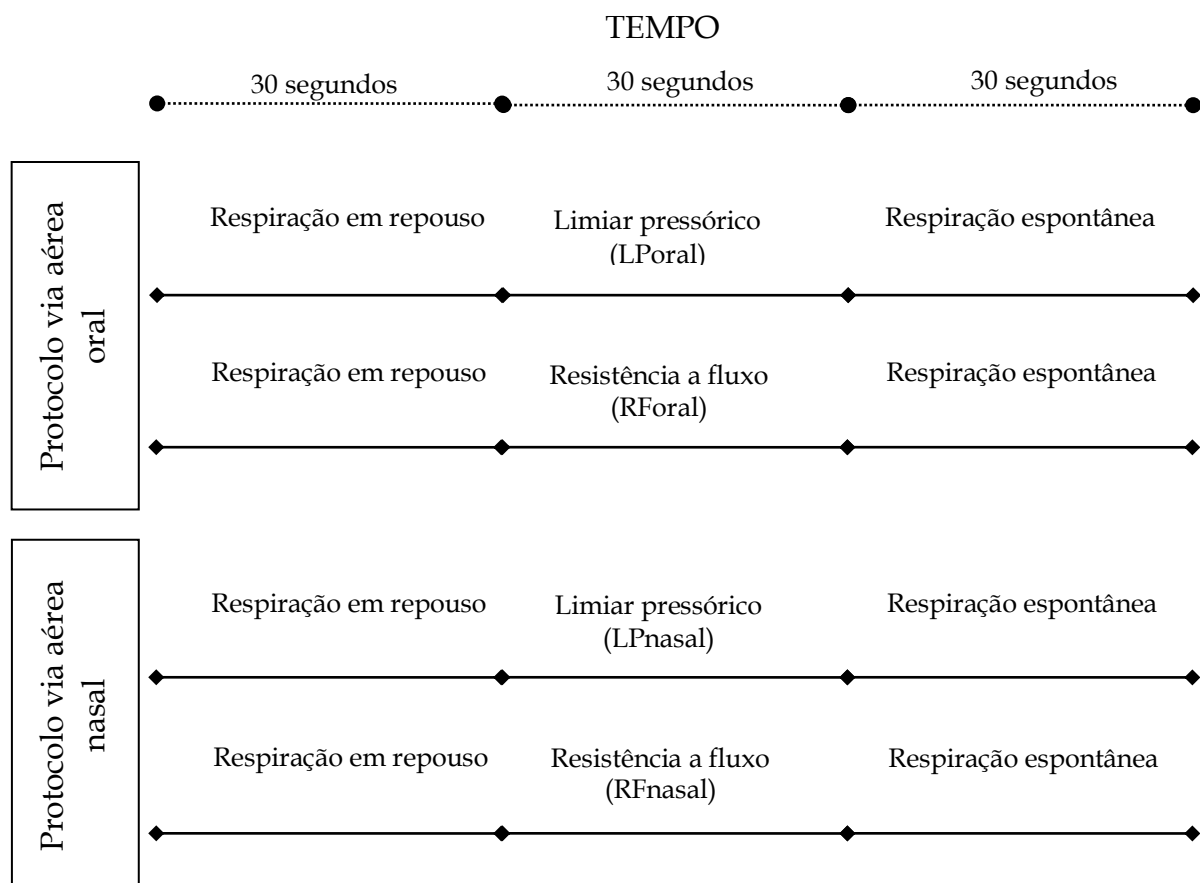 TEMPO
30 segundos
30 segundos
30 segundos
Protocolo via aérea
oral
Respiração em repouso
Limiar pressórico
(LPoral)
Respiração espontânea
Respiração em repouso
Resistência a fluxo
(RForal)
Respiração espontânea
Protocolo via aérea
nasal
Respiração em repouso
Limiar pressórico
(LPnasal)
Respiração espontânea
Respiração em repouso
Resistência a fluxo
(RFnasal)
Respiração espontânea